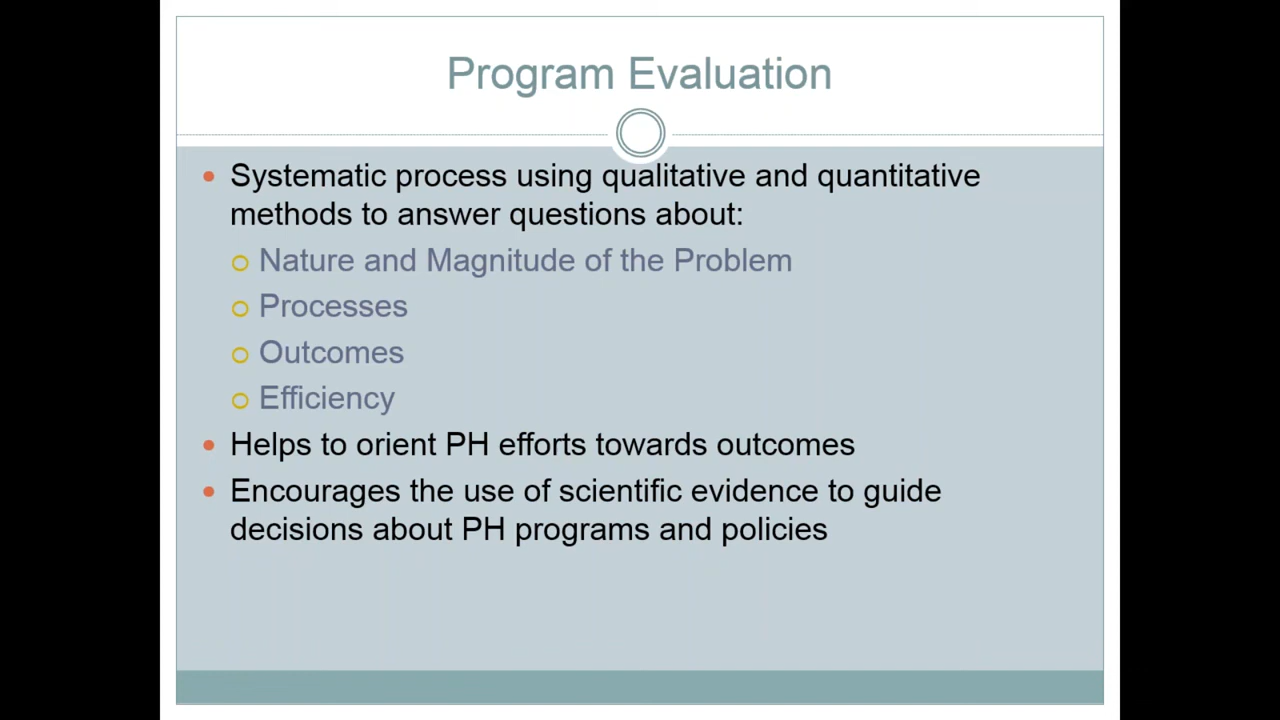 Program Evaluation
Systematic process using qualitative and quantitative
methods to answer questions about:
Nature and Magnitude of the Problem
Processes
Outcomes
Efficiency
Helps to orient PH efforts towards outcomes
Encourages the use of scientific evidence to guide
decisions about PH programs and policies